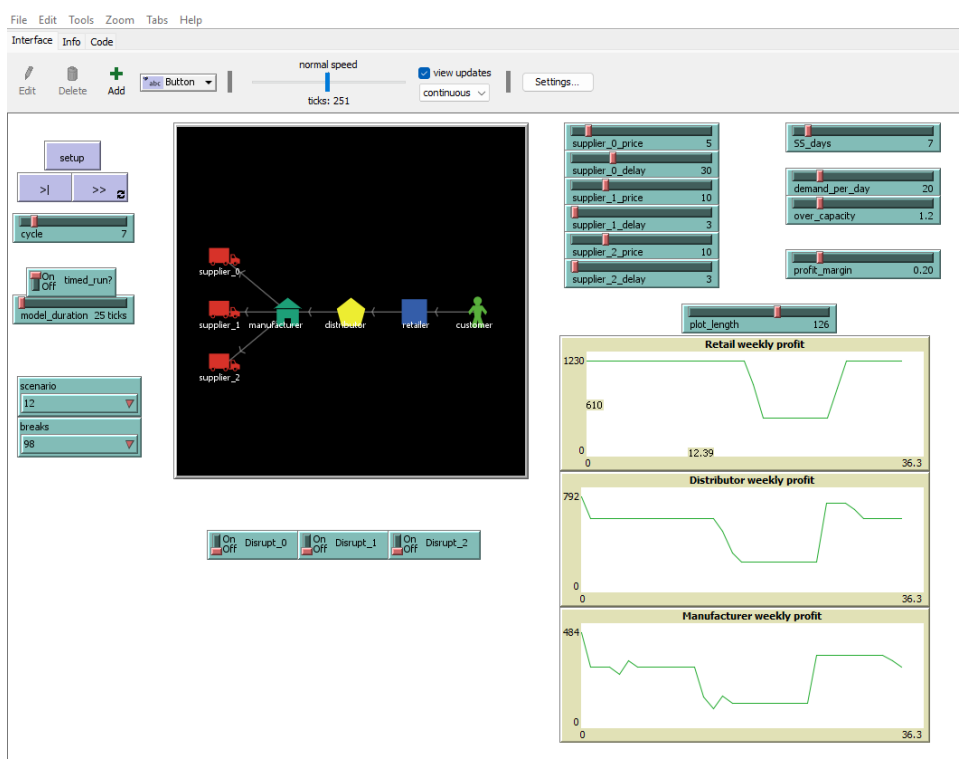 File Edit Tools Zoom Tabs Help
Interface Info Code
Edit Delete Add abc Button normal speed ticks: 251 view updates continuous Settings...
setup
>| >>
cycle 7
On Off timed_run?
model_duration 25 ticks
scenario
12
breaks
98
supplier_0
supplier_1 manufacturer distributor retailer customer
supplier_2
On Off Disrupt_0 On Off Disrupt_1 On Off Disrupt_2
supplier_0_price 5
supplier_0_delay 30
supplier_1_price 10
supplier_1_delay 3
supplier_2_price 10
supplier_2_delay 3
SS_days 7
demand_per_day 20
over_capacity 1.2
profit_margin 0.20
plot_length 126
Retail weekly profit
1230
610
12.39
0
0 36.3
Distributor weekly profit
792
0
0 36.3
Manufacturer weekly profit
484
0
0 36.3